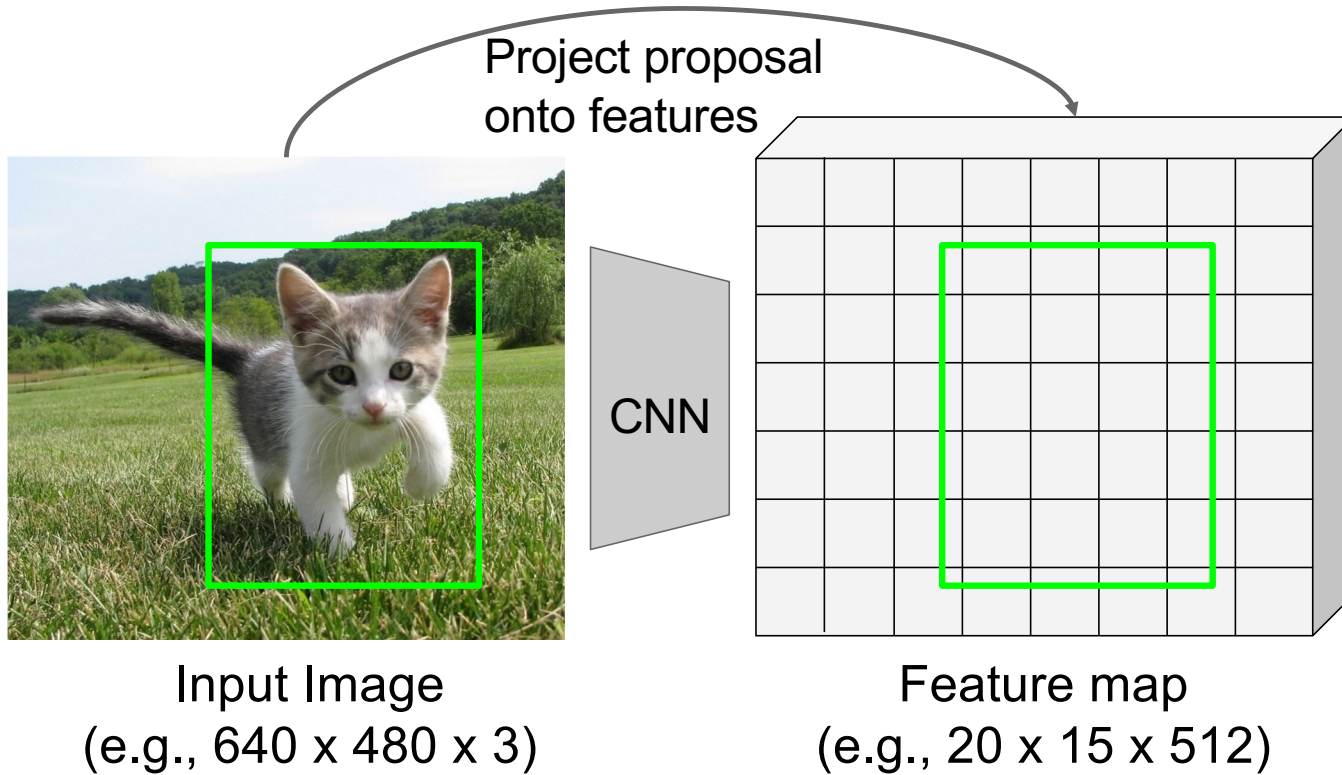 Project proposal
onto features
CNN
Input Image
(e.g., 640 x 480 x 3)
Feature map
(e.g., 20 x 15 x 512)